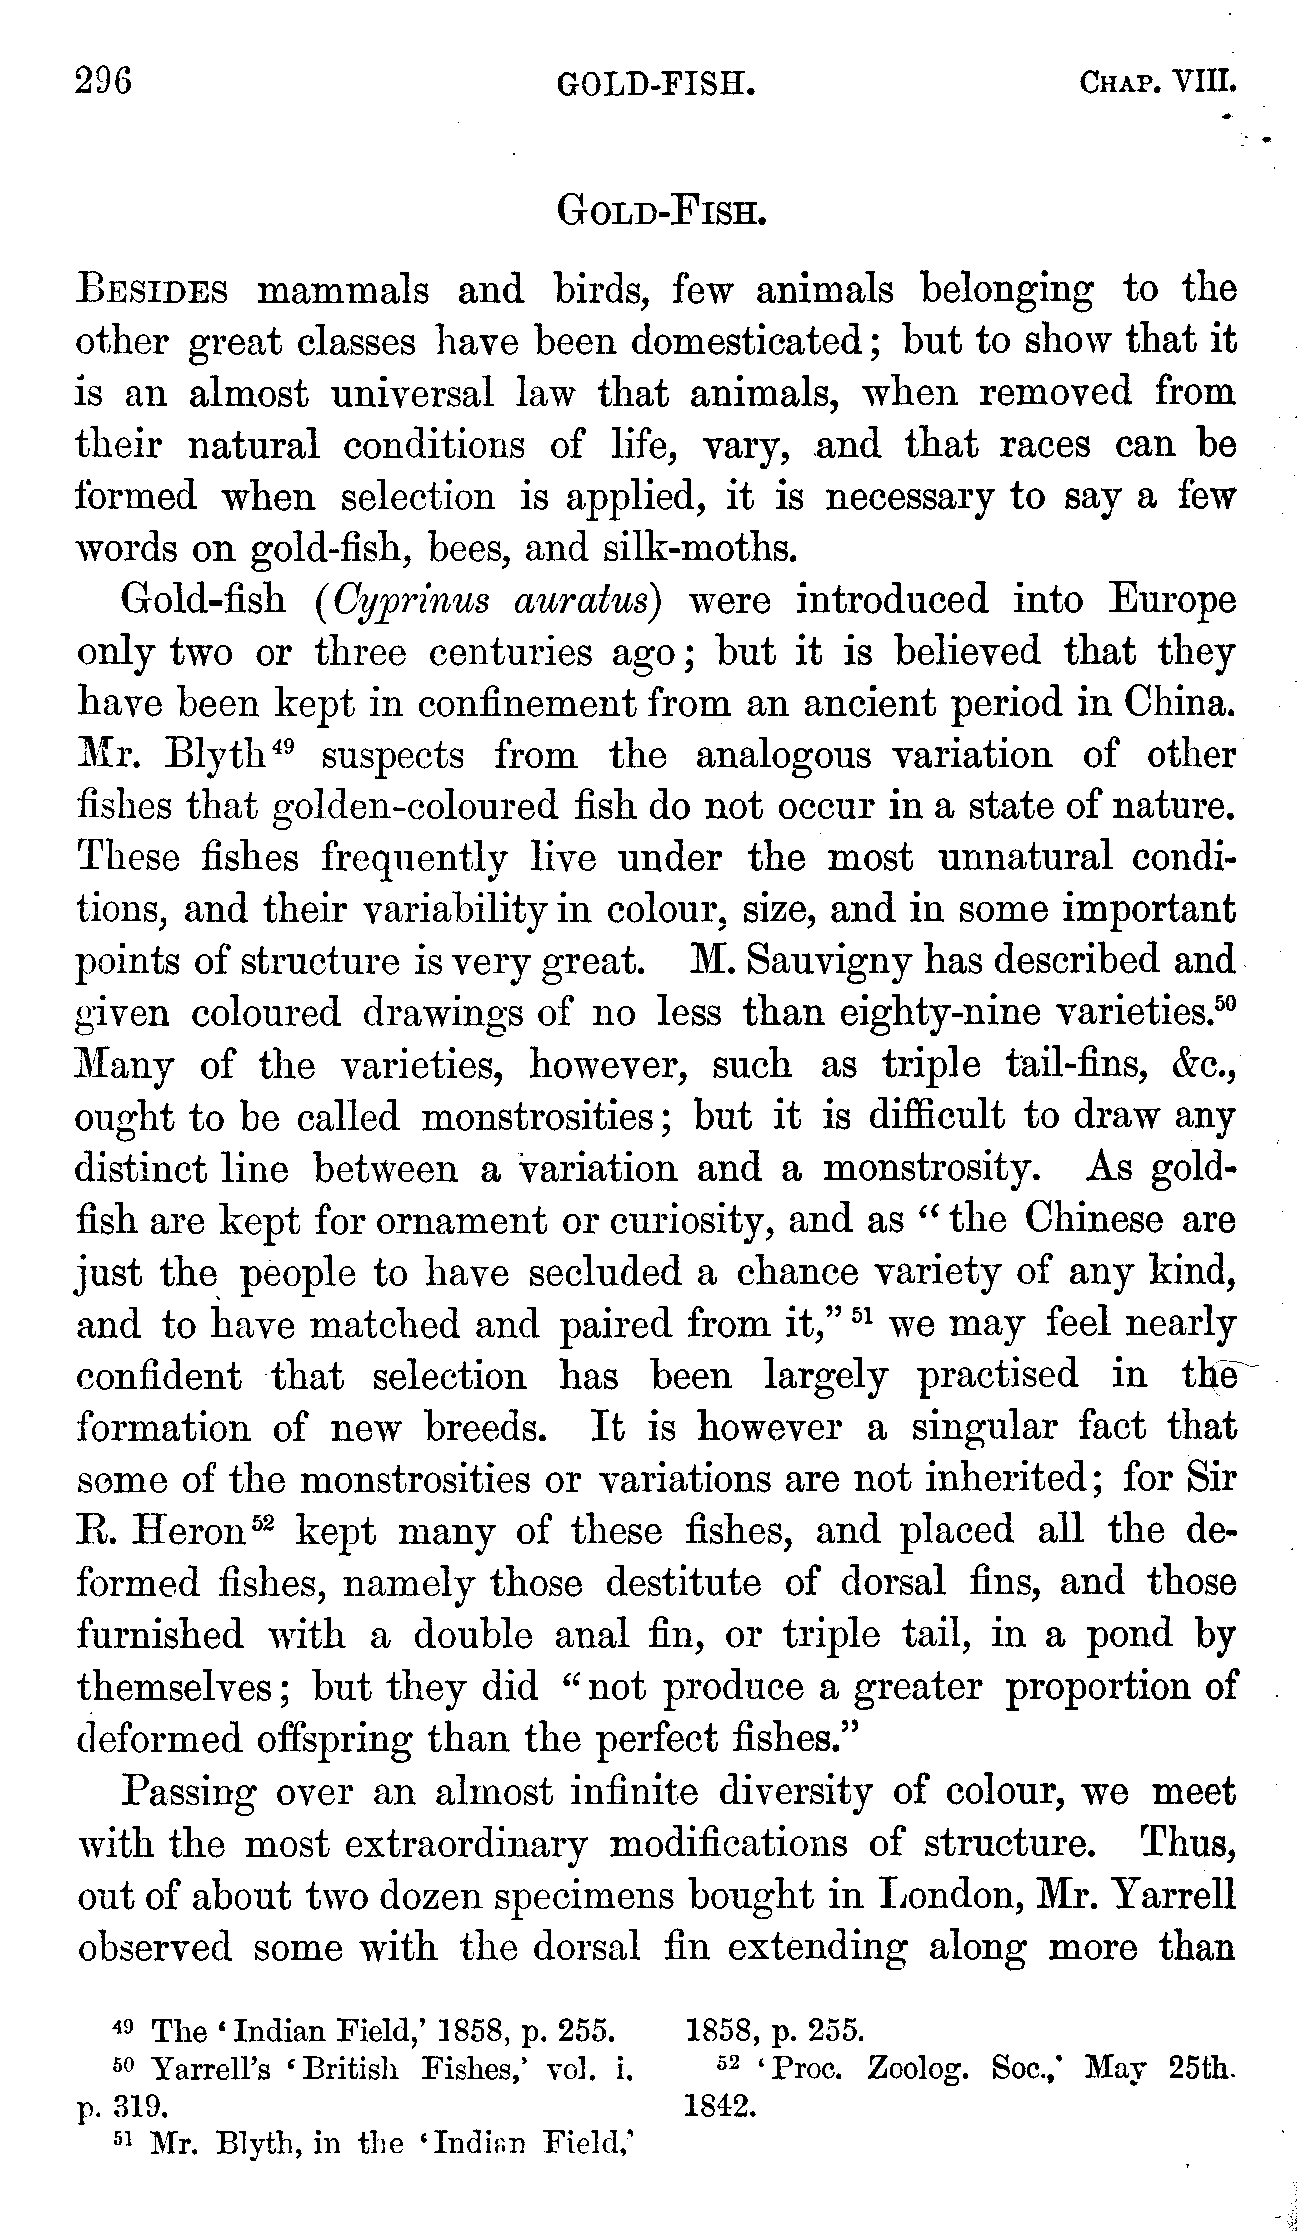 296 GOLD-FISH. CHAP. VIII.
GOLD-FISH.
BESIDES mammals and birds, few animals belonging to the
other great classes have been domesticated; but to show that it
is an almost universal law that animals, when removed from
their natural conditions of life, vary, and that races can be
formed when selection is applied, it is necessary to say a few
words on gold-fish, bees, and silk-moths.
Gold-fish (Cyprinus auratus) were introduced into Europe
only two or three centuries ago; but it is believed that they
have been kept in confinement from an ancient period in China.
Mr. Blyth⁴⁹ suspects from the analogous variation of other
fishes that golden-coloured fish do not occur in a state of nature.
These fishes frequently live under the most unnatural condi-
tions, and their variability in colour, size, and in some important
points of structure is very great. M. Sauvigny has described and
given coloured drawings of no less than eighty-nine varieties.⁵⁰
Many of the varieties, however, such as triple tail-fins, &c.,
ought to be called monstrosities; but it is difficult to draw any
distinct line between a variation and a monstrosity. As gold-
fish are kept for ornament or curiosity, and as "the Chinese are
just the people to have secluded a chance variety of any kind,
and to have matched and paired from it," ⁵¹ we may feel nearly
confident that selection has been largely practised in the
formation of new breeds. It is however a singular fact that
some of the monstrosities or variations are not inherited; for Sir
R. Heron⁵² kept many of these fishes, and placed all the de-
formed fishes, namely those destitute of dorsal fins, and those
furnished with a double anal fin, or triple tail, in a pond by
themselves; but they did "not produce a greater proportion of
deformed offspring than the perfect fishes."
Passing over an almost infinite diversity of colour, we meet
with the most extraordinary modifications of structure. Thus,
out of about two dozen specimens bought in London, Mr. Yarrell
observed some with the dorsal fin extending along more than
⁴⁹ The 'Indian Field,' 1858, p. 255.
⁵⁰ Yarrell's 'British Fishes,' vol. i.
p. 319.
⁵¹ Mr. Blyth, in the 'Indian Field,'
1858, p. 255.
⁵² 'Proc. Zoolog. Soc.,' May 25th.
1842.